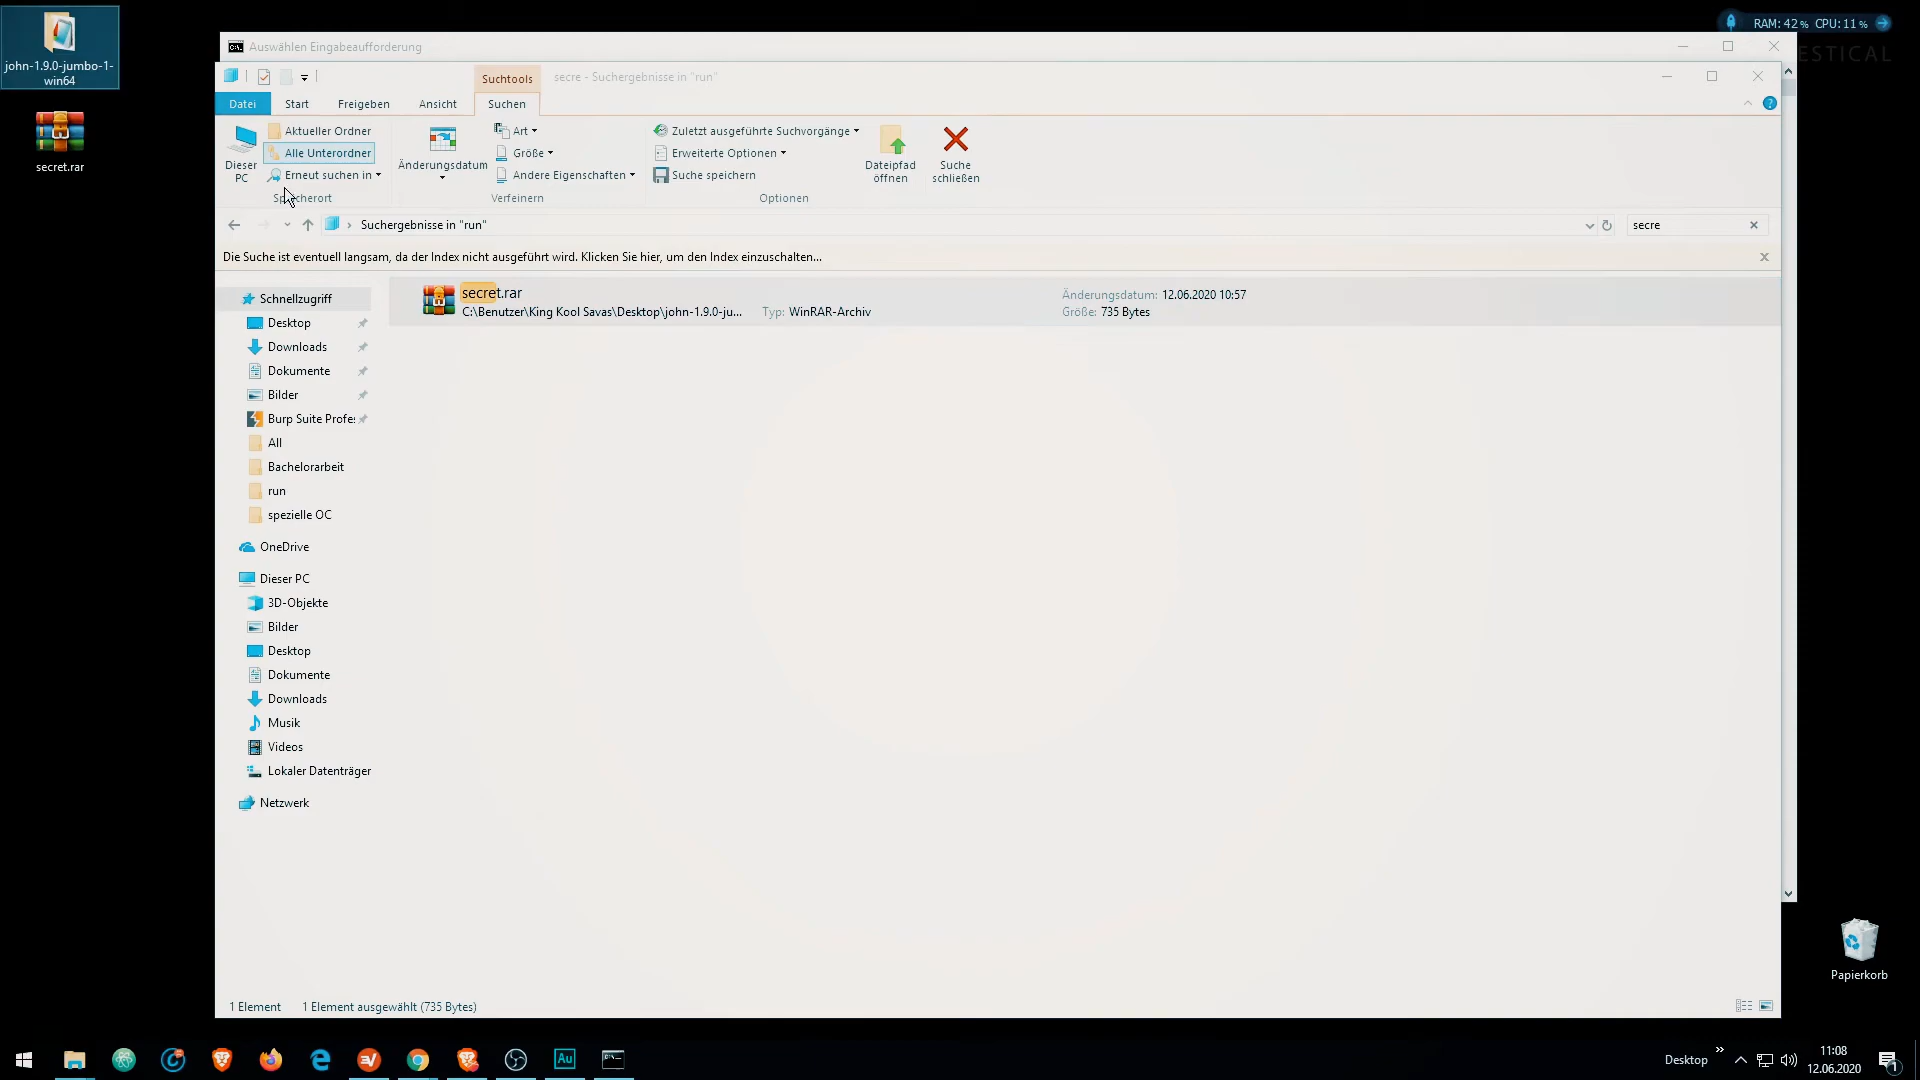 RAM: 42% CPU: 11%
ESTICAL
john-1.9.0-jumbo-1-
win64
secret.rar
Auswählen Eingabeaufforderung
Suchtools
secre - Suchergebnisse in "run"
Datei
Start
Freigeben
Ansicht
Suchen
Dieser
PC
Aktueller Ordner
Alle Unterordner
Erneut suchen in
Speicherort
Änderungsdatum
Art
Größe
Andere Eigenschaften
Verfeinern
Zuletzt ausgeführte Suchvorgänge
Erweiterte Optionen
Suche speichern
Optionen
Dateipfad
öffnen
Suche
schließen
Suchergebnisse in "run"
secre
Die Suche ist eventuell langsam, da der Index nicht ausgeführt wird. Klicken Sie hier, um den Index einzuschalten...
Schnellzugriff
Desktop
Downloads
Dokumente
Bilder
Burp Suite Profes
All
Bachelorarbeit
run
spezielle OC
OneDrive
Dieser PC
3D-Objekte
Bilder
Desktop
Dokumente
Downloads
Musik
Videos
Lokaler Datenträger
Netzwerk
secret.rar
C:\Benutzer\King Kool Savas\Desktop\john-1.9.0-ju...
Typ: WinRAR-Archiv
Änderungsdatum: 12.06.2020 10:57
Größe: 735 Bytes
1 Element
1 Element ausgewählt (735 Bytes)
Papierkorb
Au
Desktop
11:08
12.06.2020
1